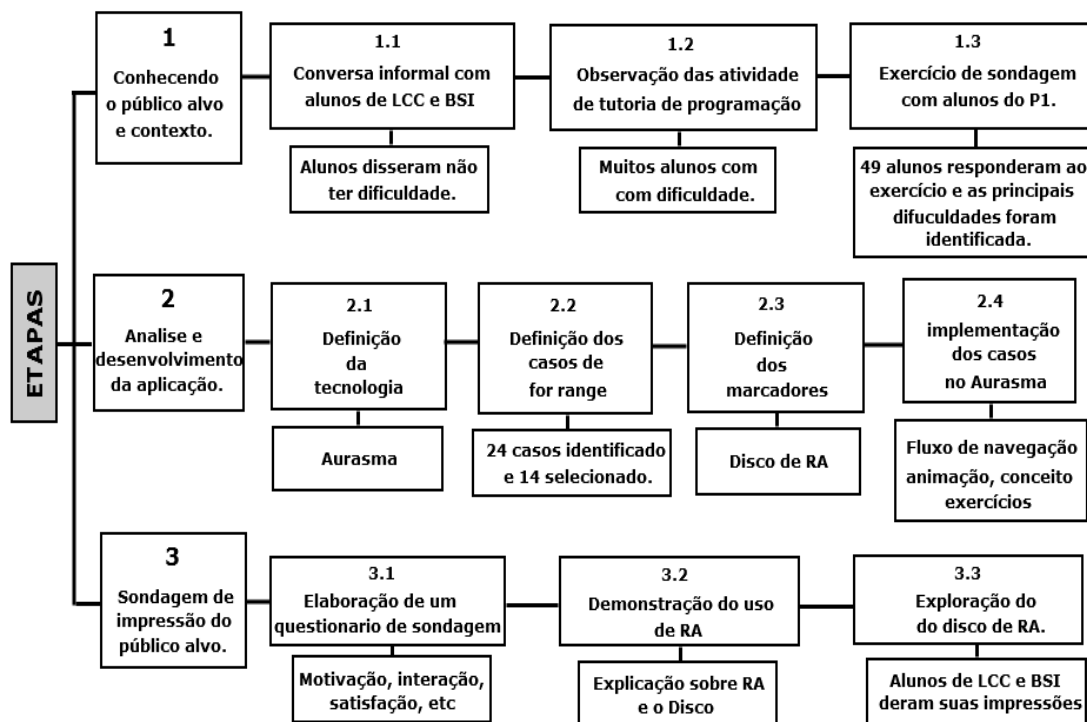 ETAPAS
1
Conhecendo
o público alvo
e contexto.
1.1
Conversa informal com
alunos de LCC e BSI
Alunos disseram não
ter dificuldade.
1.2
Observação das atividade
de tutoria de programação
Muitos alunos com
com dificuldade.
1.3
Exercício de sondagem
com alunos do P1.
49 alunos responderam ao
exercício e as principais
difuculdades foram
identificada.
2
Analise e
desenvolvimento
da aplicação.
2.1
Definição
da
tecnologia
Aurasma
2.2
Definição dos
casos de
for range
24 casos identificado
e 14 selecionado.
2.3
Definição
dos
marcadores
Disco de RA
2.4
implementação
dos casos
no Aurasma
Fluxo de navegação
animação, conceito
exercícios
3
Sondagem de
impressão do
público alvo.
3.1
Elaboração de um
questionario de sondagem
Motivação, interação,
satisfação, etc
3.2
Demonstração do uso
de RA
Explicação sobre RA
e o Disco
3.3
Exploração do
do disco de RA.
Alunos de LCC e BSI
deram suas impressões